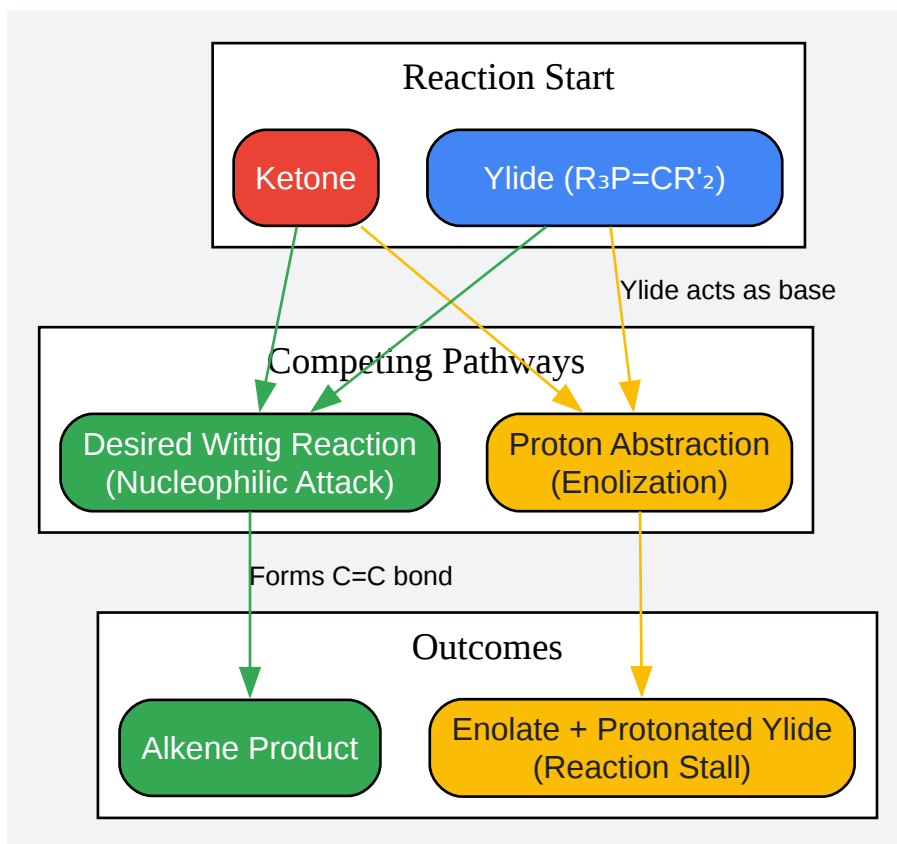 Reaction Start
Ketone
Ylide (R₃P=CR'₂)
Ylide acts as base
Competing Pathways
Desired Wittig Reaction
(Nucleophilic Attack)
Proton Abstraction
(Enolization)
Forms C=C bond
Outcomes
Alkene Product
Enolate + Protonated Ylide
(Reaction Stall)